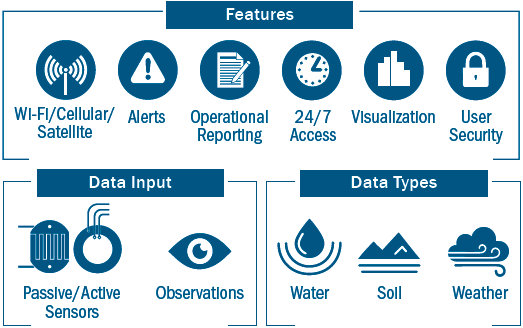 Features
Wi-Fi/Cellular/
Satellite
Alerts
Operational
Reporting
24/7
Access
Visualization
User
Security
Data Input
Passive/Active
Sensors
Observations
Data Types
Water
Soil
Weather